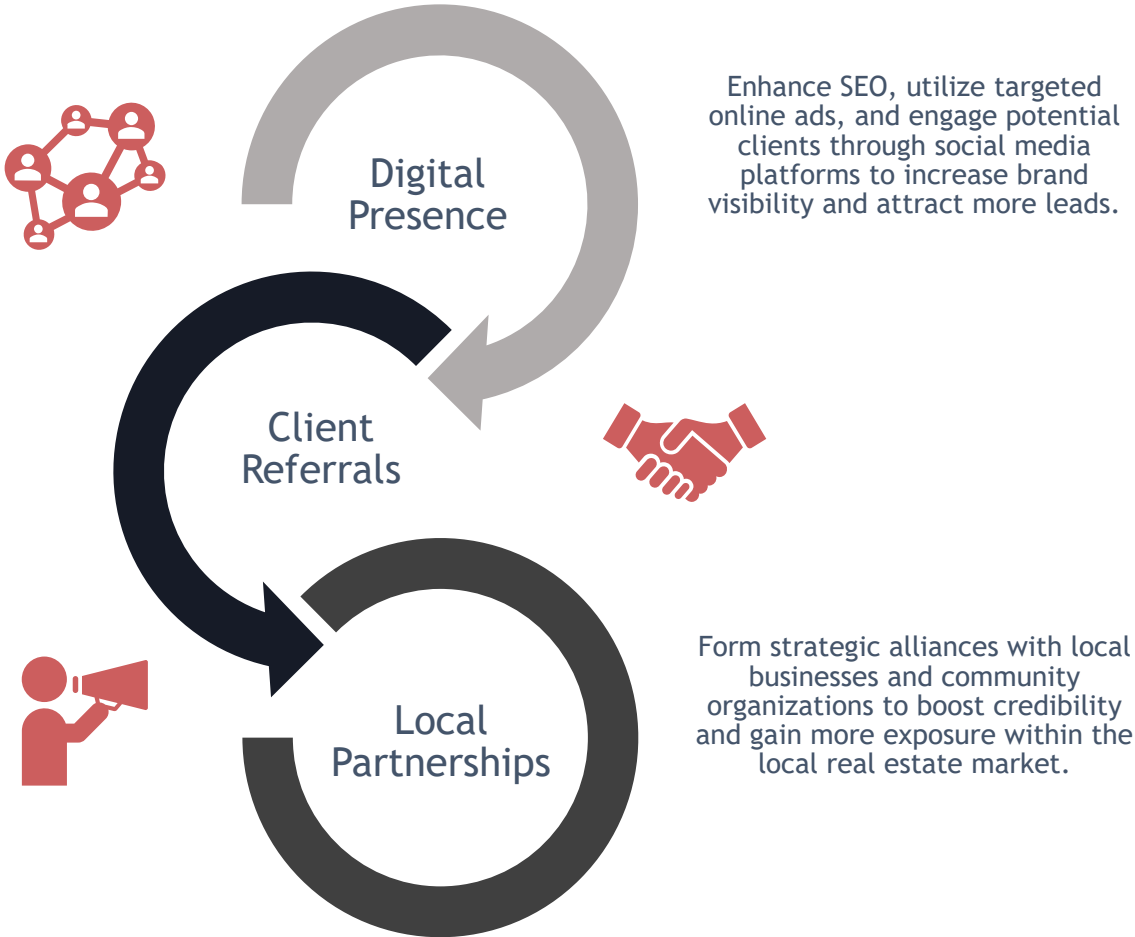 Digital
Presence
Enhance SEO, utilize targeted
online ads, and engage potential
clients through social media
platforms to increase brand
visibility and attract more leads.
Client
Referrals
Local
Partnerships
Form strategic alliances with local
businesses and community
organizations to boost credibility
and gain more exposure within the
local real estate market.